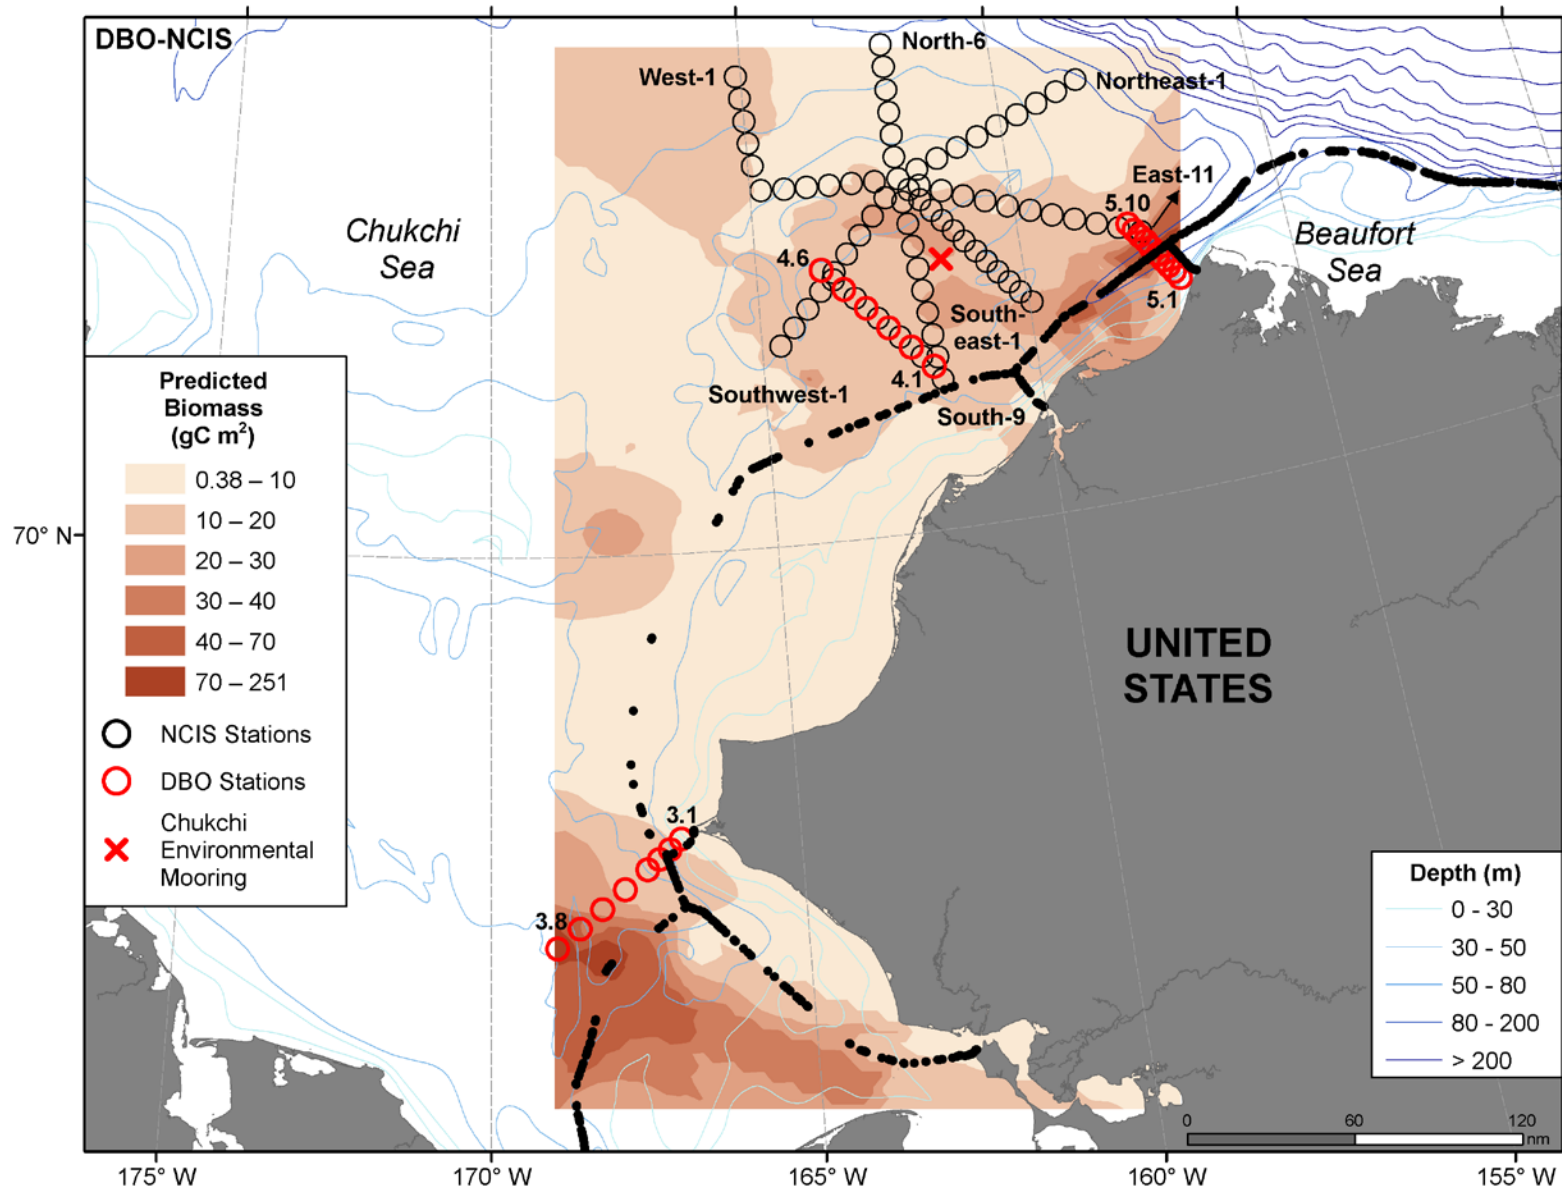 DBO-NCIS
North-6
West-1
Northeast-1
East-11
5.10
Chukchi
Sea
Beaufort
Sea
4.6
5.1
South-
east-1
4.1
Southwest-1
South-9
Predicted
Biomass
(gC m²)
0.38 – 10
10 – 20
20 – 30
30 – 40
40 – 70
70 – 251
NCIS Stations
DBO Stations
Chukchi
Environmental
Mooring
70° N
UNITED
STATES
3.1
3.8
Depth (m)
0 - 30
30 - 50
50 - 80
80 - 200
> 200
0 60 120
nm
175° W 170° W 165° W 160° W 155° W